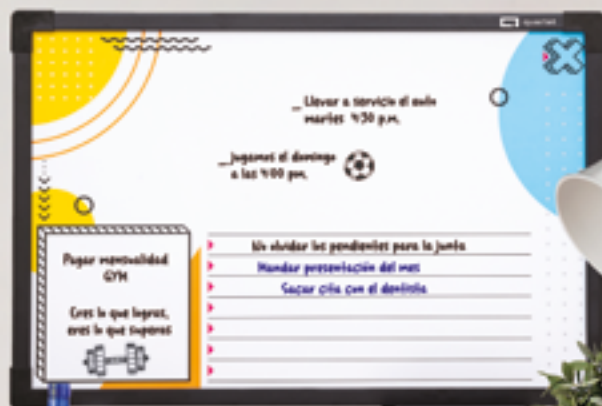 quartet
_ Llevar a servicio el auto
martes 4:30 p.m.
_Jugamos el domingo
a las 4:00 pm.
No olvidar los pendientes para la junta
Mandar presentación del mes
Sacar cita con el dentista
Pagar mensualidad
GYM
Eres lo que logras,
eres lo que superas